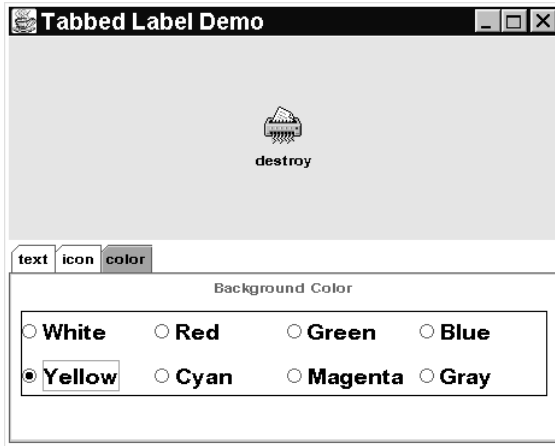 Tabbed Label Demo
destroy
text icon color
Background Color
White Red Green Blue
Yellow Cyan Magenta Gray